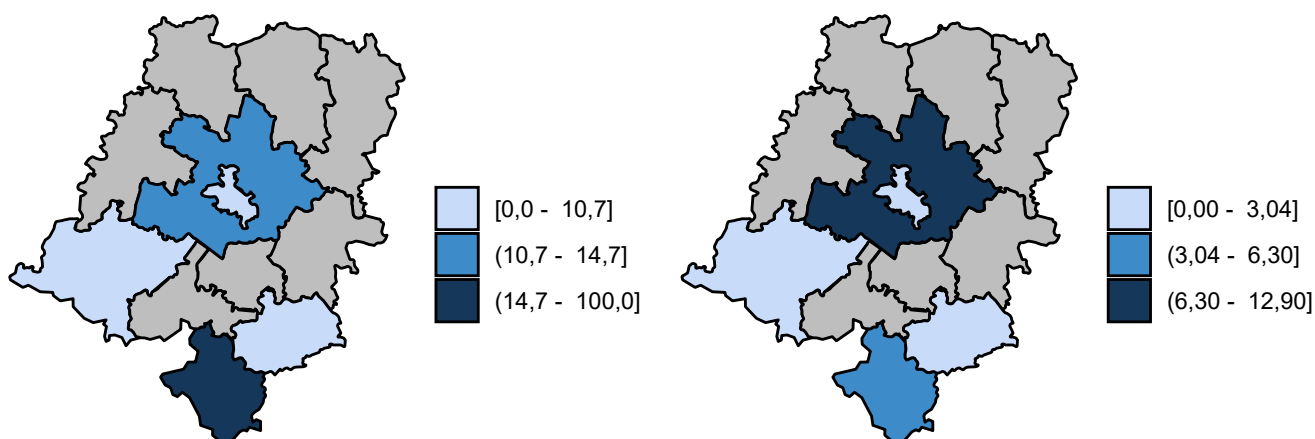 [0,0 - 10,7]
(10,7 - 14,7]
(14,7 - 100,0]
[0,00 - 3,04]
(3,04 - 6,30]
(6,30 - 12,90]